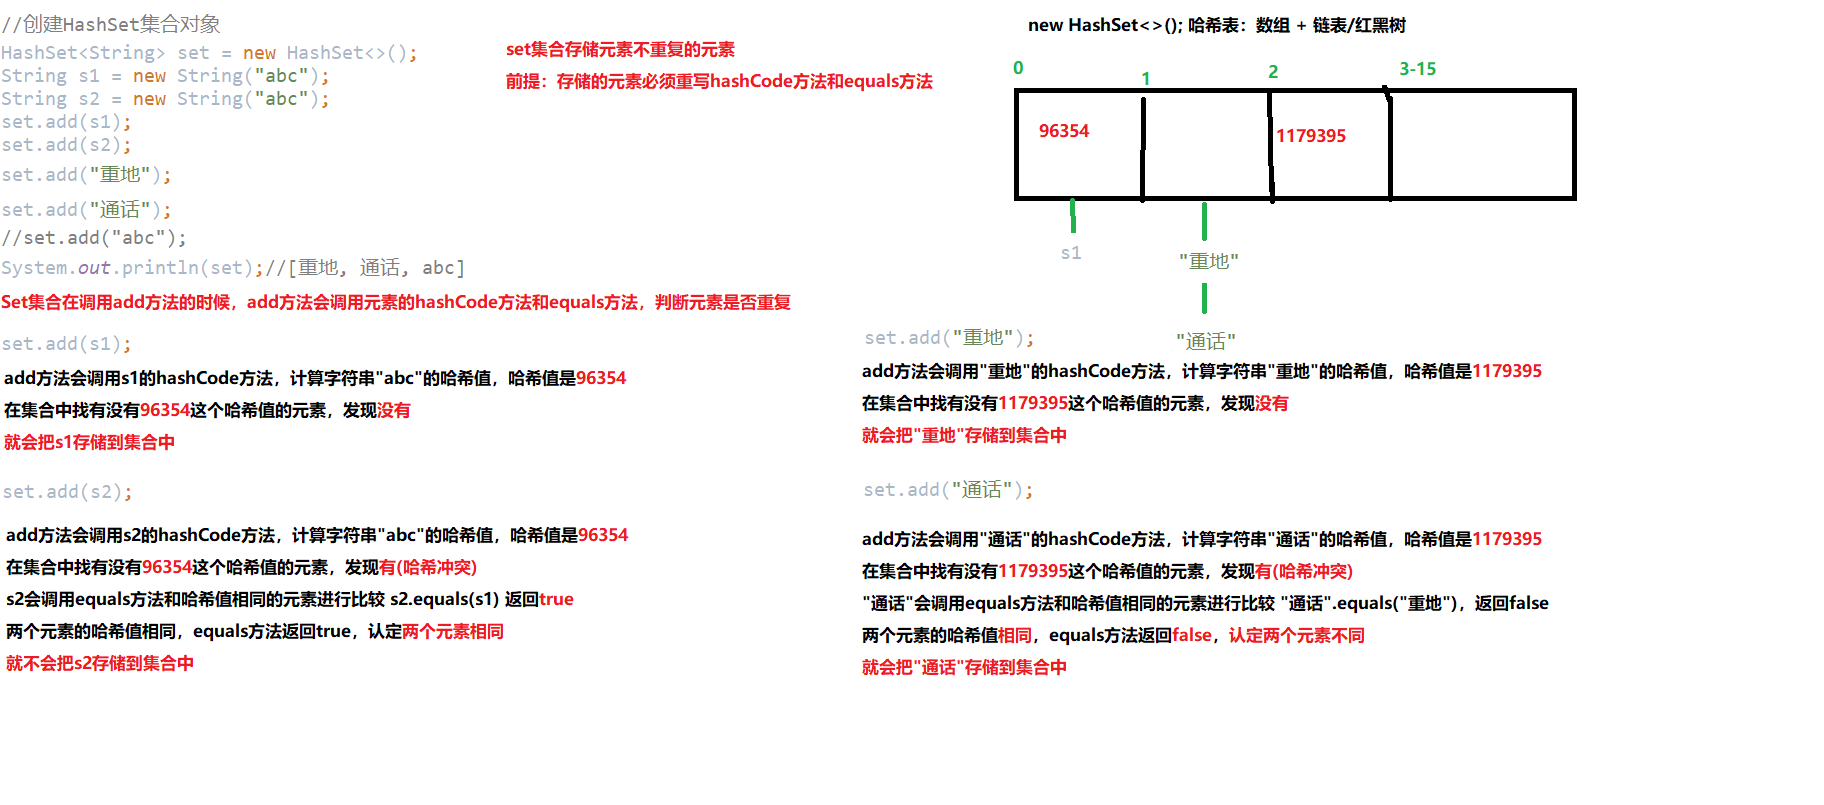 //创建HashSet集合对象
HashSet<String> set = new HashSet<>();
String s1 = new String("abc");
String s2 = new String("abc");
set.add(s1);
set.add(s2);
set.add("重地");
set.add("通话");
//set.add("abc");
System.out.println(set);//[重地, 通话, abc]
set集合存储元素不重复的元素
前提：存储的元素必须重写hashCode方法和equals方法
Set集合在调用add方法的时候，add方法会调用元素的hashCode方法和equals方法，判断元素是否重复
new HashSet<>(); 哈希表：数组 + 链表/红黑树
0
1
2
3-15
96354
1179395
s1
"重地"
"通话"
set.add(s1);
add方法会调用s1的hashCode方法，计算字符串"abc"的哈希值，哈希值是96354
在集合中找有没有96354这个哈希值的元素，发现没有
就会把s1存储到集合中
set.add(s2);
add方法会调用s2的hashCode方法，计算字符串"abc"的哈希值，哈希值是96354
在集合中找有没有96354这个哈希值的元素，发现有(哈希冲突)
s2会调用equals方法和哈希值相同的元素进行比较 s2.equals(s1) 返回true
两个元素的哈希值相同，equals方法返回true，认定两个元素相同
就不会把s2存储到集合中
set.add("重地");
add方法会调用"重地"的hashCode方法，计算字符串"重地"的哈希值，哈希值是1179395
在集合中找有没有1179395这个哈希值的元素，发现没有
就会把"重地"存储到集合中
set.add("通话");
add方法会调用"通话"的hashCode方法，计算字符串"通话"的哈希值，哈希值是1179395
在集合中找有没有1179395这个哈希值的元素，发现有(哈希冲突)
"通话"会调用equals方法和哈希值相同的元素进行比较 "通话".equals("重地")，返回false
两个元素的哈希值相同，equals方法返回false，认定两个元素不同
就会把"通话"存储到集合中